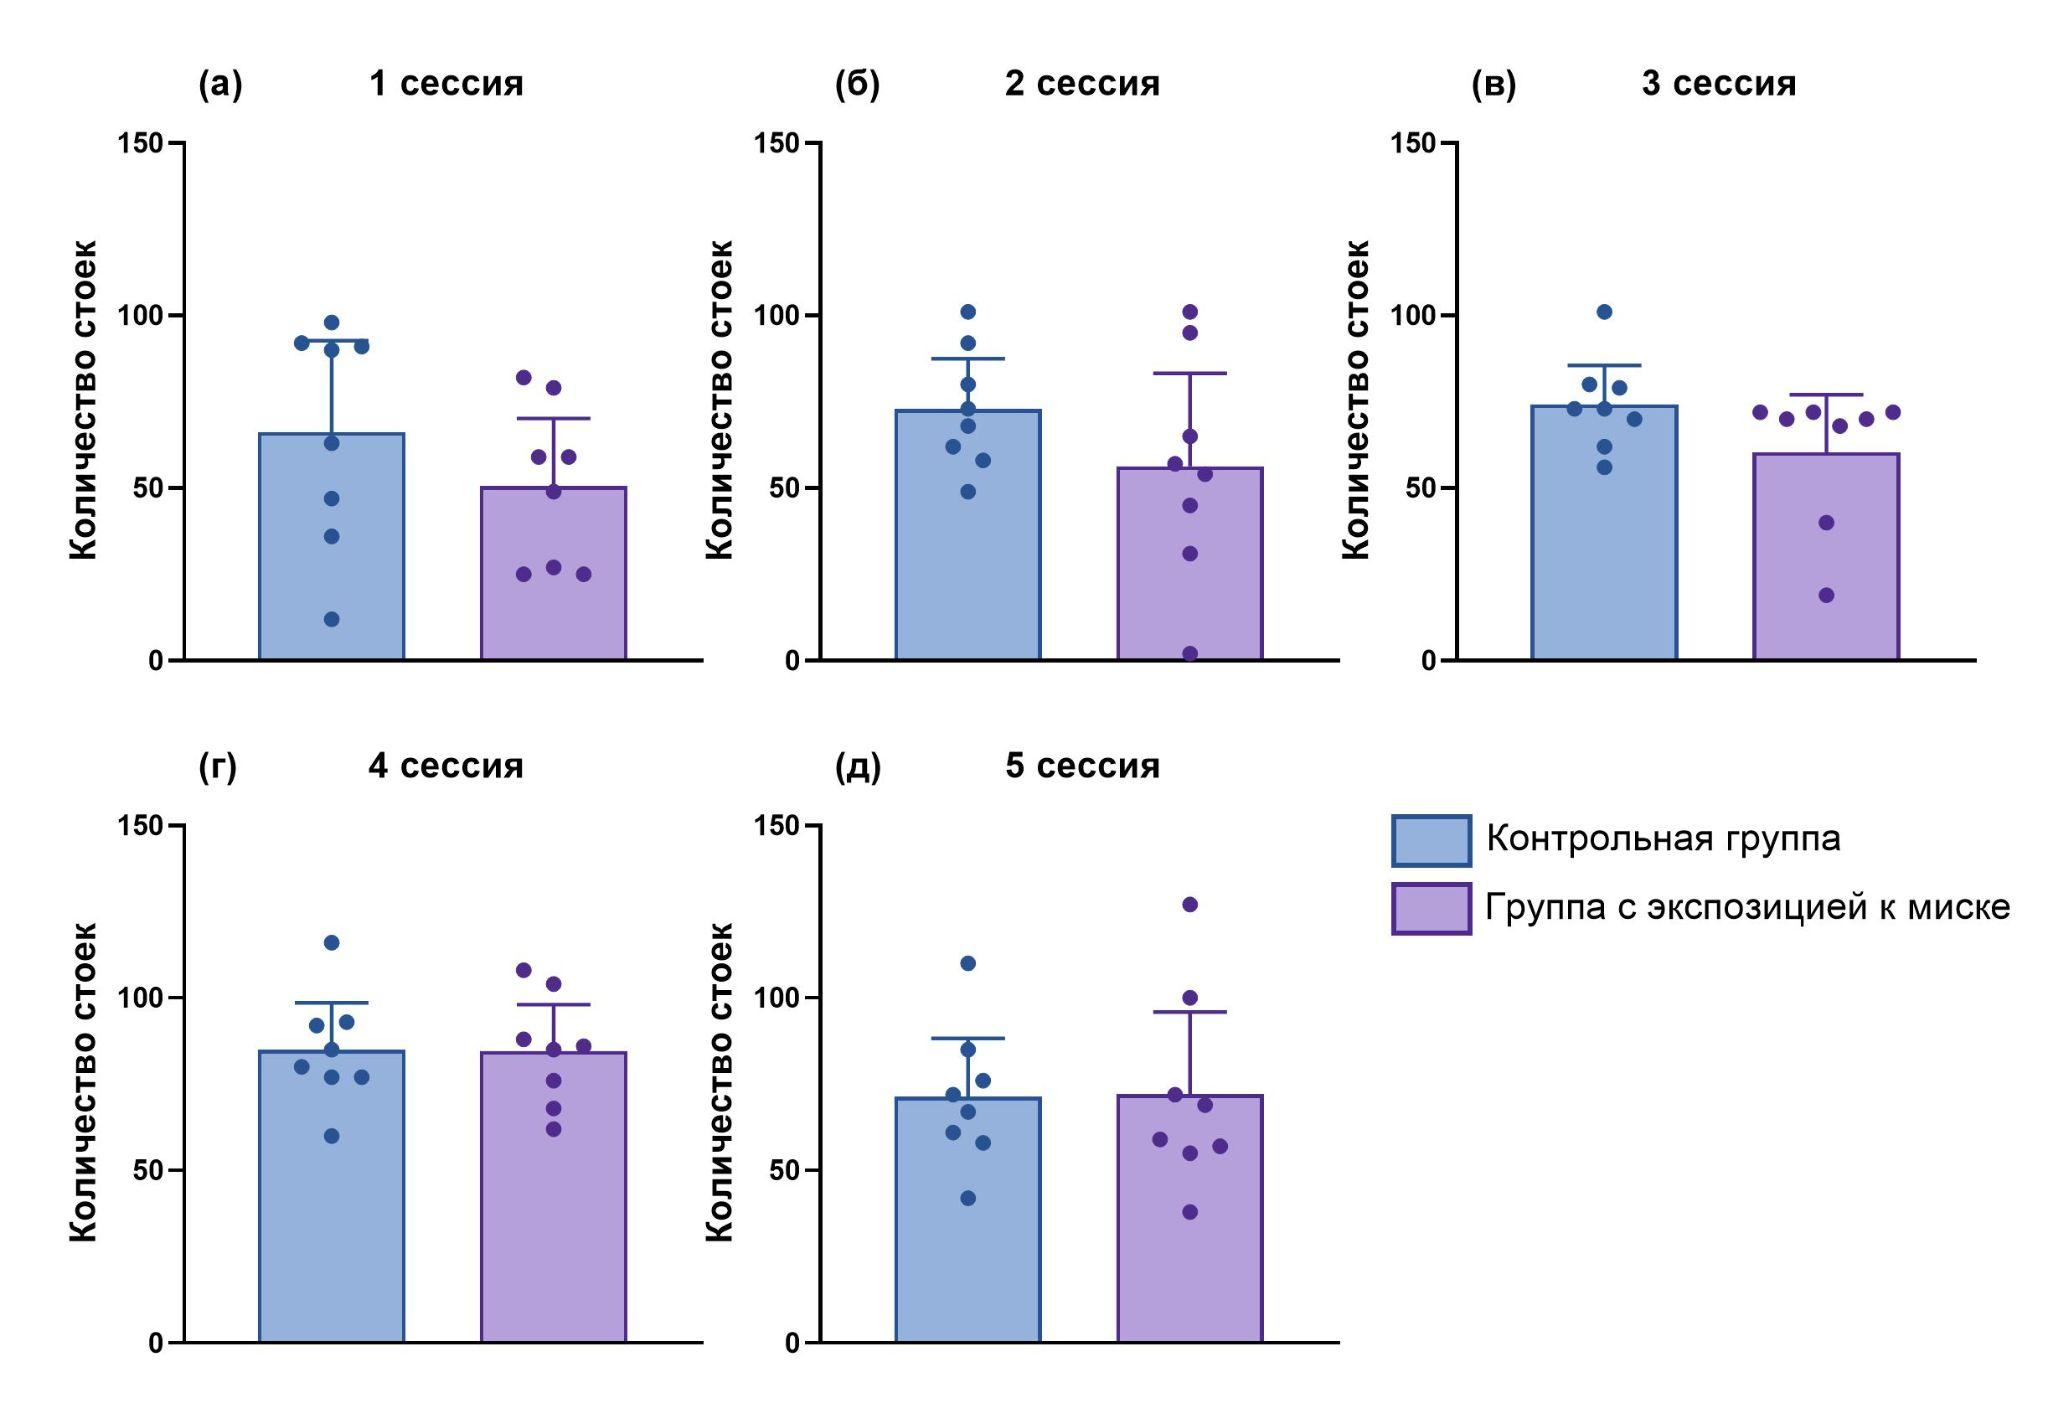 (а) 1 сессия
150
100
50
0
Количество стоек
(б) 2 сессия
150
100
50
0
Количество стоек
(в) 3 сессия
150
100
50
0
Количество стоек
(г) 4 сессия
150
100
50
0
Количество стоек
(д) 5 сессия
150
100
50
0
Количество стоек
Контрольная группа
Группа с экспозицией к миске